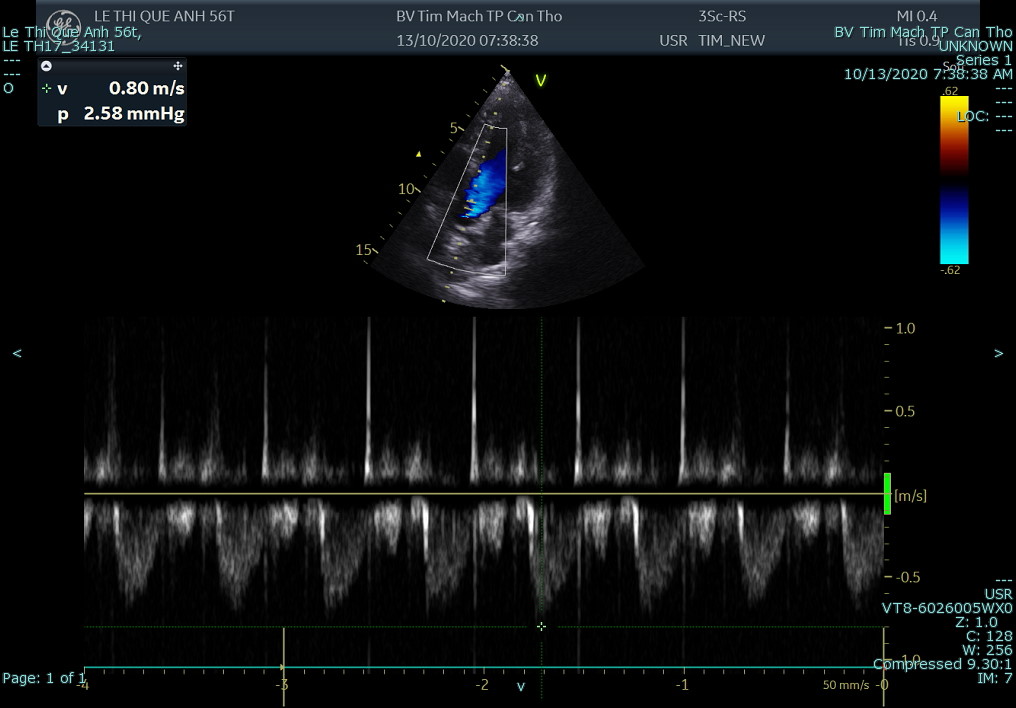 LE THI QUE ANH 56T
BV Tim Mach TP Can Tho
3Sc-RS
MI 0.4
13/10/2020 07:38:38
USR TIM_NEW
TIs 0.9
GE
Le Thi Que Anh 56t,
LE TH17_34131
---
---
O
BV Tim Mach TP Can Tho
UNKNOWN
Series 1
10/13/2020 7:38:38 AM
---
LOC: ---
---
v 0.80 m/s
p 2.58 mmHg
V
5
10
15
.62
-.62
<
>
1.0
0.5
[m/s]
-0.5
-1.0
---
USR
VT8-6026005WX0
Z: 1.0
C: 128
W: 256
Compressed 9.30:1
IM: 7
Page: 1 of 1
-4
-3
-2
v
-1
50 mm/s
-0